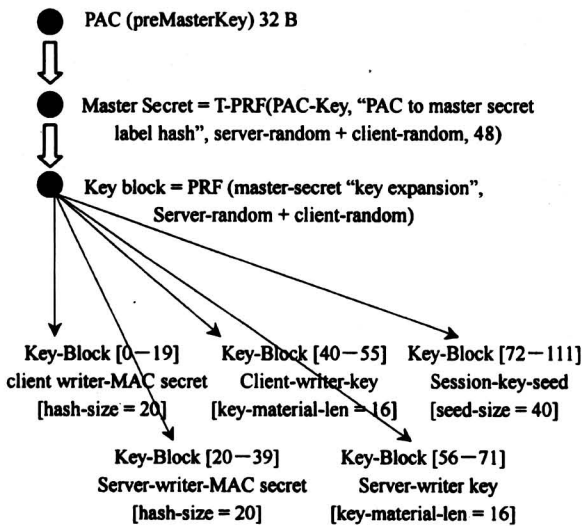 PAC (preMasterKey) 32 B
Master Secret = T-PRF(PAC-Key, “PAC to master secret
label hash”, server-random + client-random, 48)
Key block = PRF (master-secret “key expansion”,
Server-random + client-random)
Key-Block [0—19]
client writer-MAC secret
[hash-size = 20]
Key-Block [40—55]
Client-writer-key
[key-material-len = 16]
Key-Block [72—111]
Session-key-seed
[seed-size = 40]
Key-Block [20—39]
Server-writer-MAC secret
[hash-size = 20]
Key-Block [56—71]
Server-writer key
[key-material-len = 16]